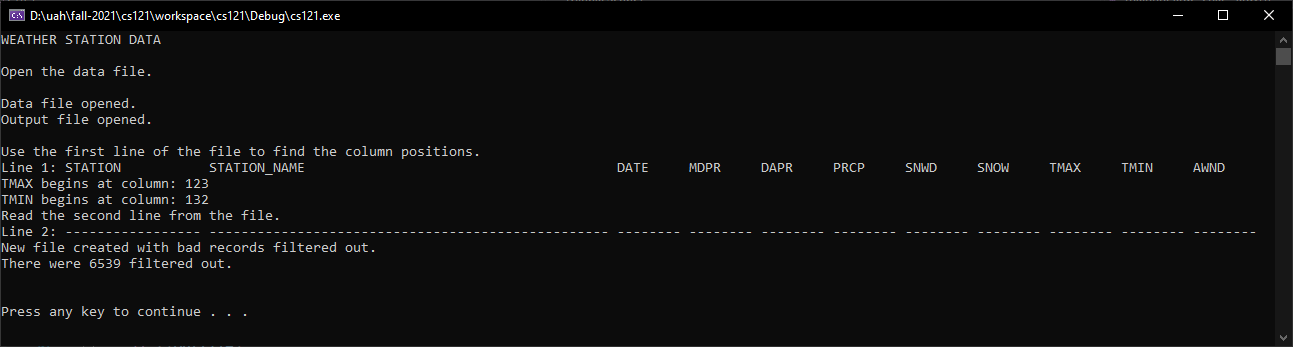 D:\uah\fall-2021\cs121\workspace\cs121\Debug\cs121.exe
WEATHER STATION DATA
Open the data file.
Data file opened.
Output file opened.
Use the first line of the file to find the column positions.
Line 1: STATION           STATION_NAME                                       DATE     MDPR     DAPR     PRCP     SNWD     SNOW     TMAX     TMIN     AWND
TMAX begins at column: 123
TMIN begins at column: 132
Read the second line from the file.
Line 2: ----------------- -------------------------------------------------- -------- -------- -------- -------- -------- -------- -------- -------- --------
New file created with bad records filtered out.
There were 6539 filtered out.
Press any key to continue . . .